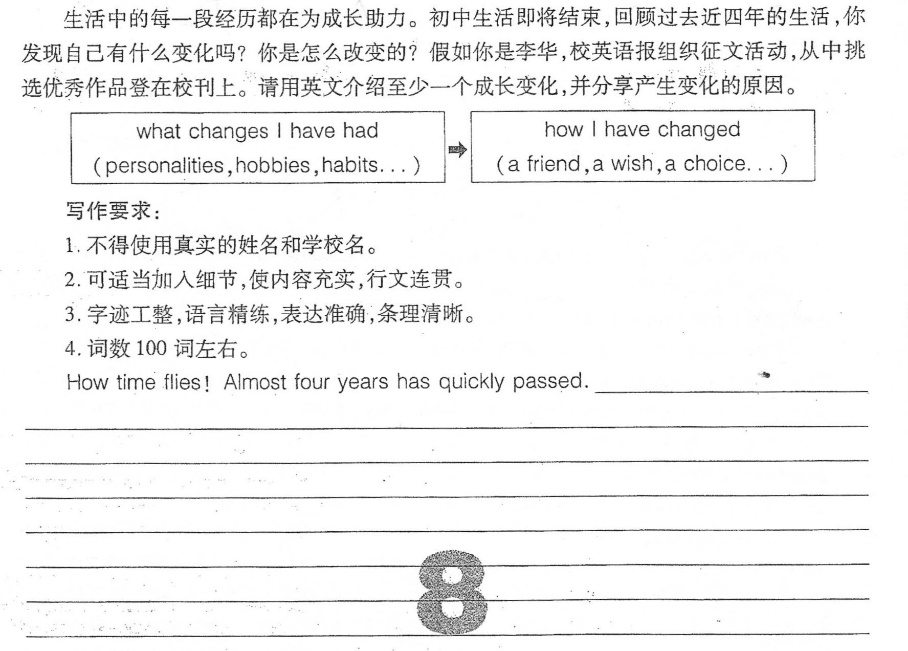 生活中的每一段经历都在为成长助力。初中生活即将结束,回顾过去近四年的生活,你
发现自己有什么变化吗?你是怎么改变的?假如你是李华,校英语报组织征文活动,从中挑
选优秀作品登在校刊上。请用英文介绍至少一个成长变化,并分享产生变化的原因。
what changes I have had
(personalities,hobbies,habits...)
how I have changed
(a friend,a wish,a choice...)
写作要求:
1. 不得使用真实的姓名和学校名。
2. 可适当加入细节,使内容充实,行文连贯。
3. 字迹工整,语言精练,表达准确,条理清晰。
4. 词数 100 词左右。
How time flies! Almost four years has quickly passed.
8